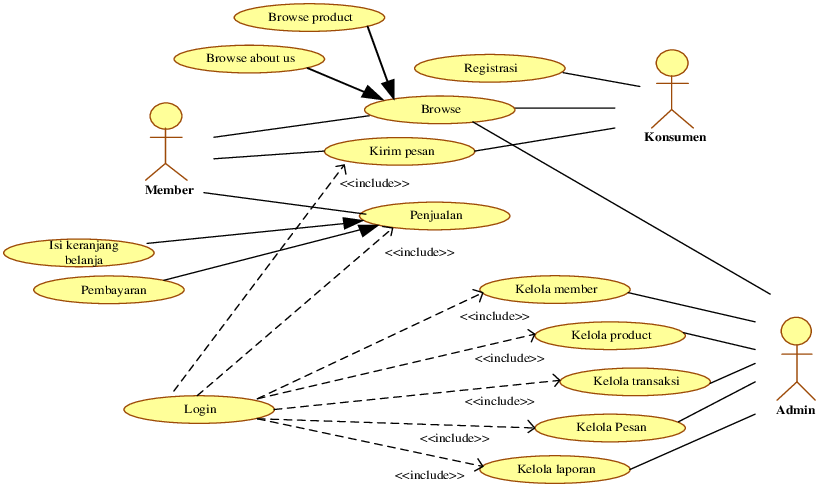 Browse product
Browse about us
Registrasi
Browse
Konsumen
Kirim pesan
Member
<<include>>
Penjualan
Isi keranjang
belanja
<<include>>
Pembayaran
Kelola member
<<include>>
Kelola product
<<include>>
Kelola transaksi
<<include>>
Login
Admin
Kelola Pesan
<<include>>
Kelola laporan
<<include>>